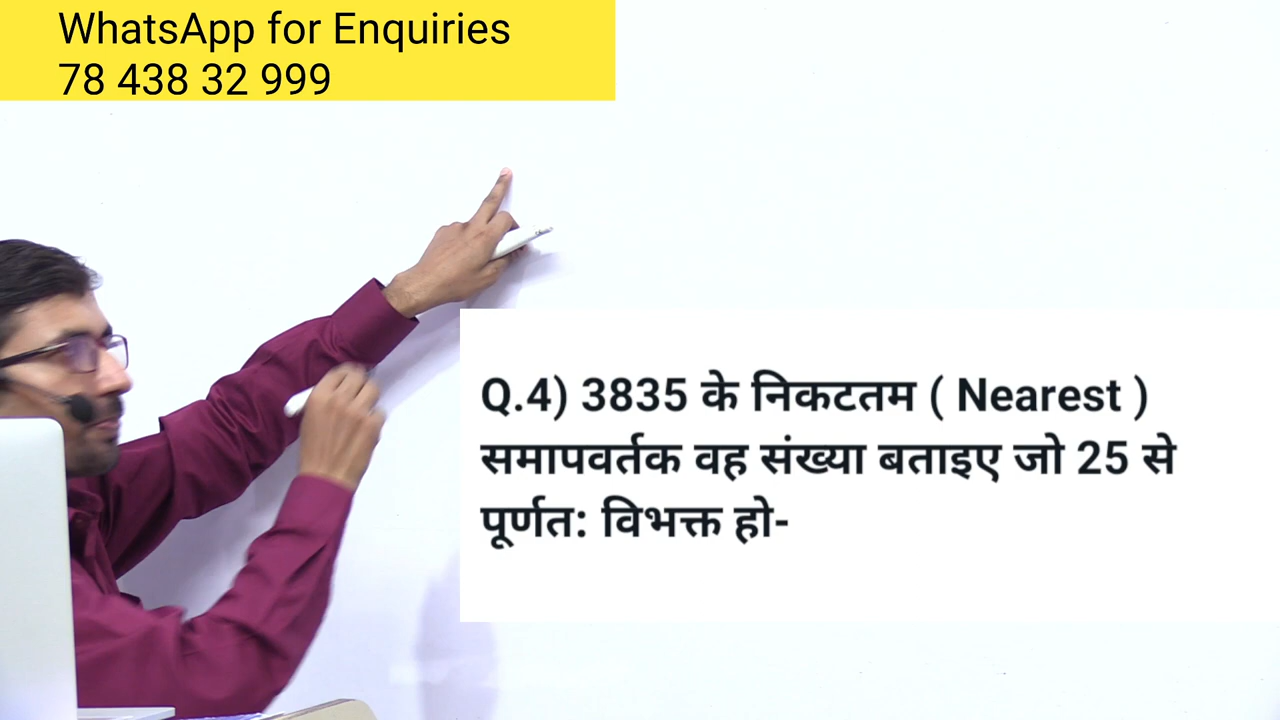 WhatsApp for Enquiries
78 438 32 999
Q.4) 3835 के निकटतम ( Nearest )
समापवर्तक वह संख्या बताइए जो 25 से
पूर्णत: विभक्त हो-